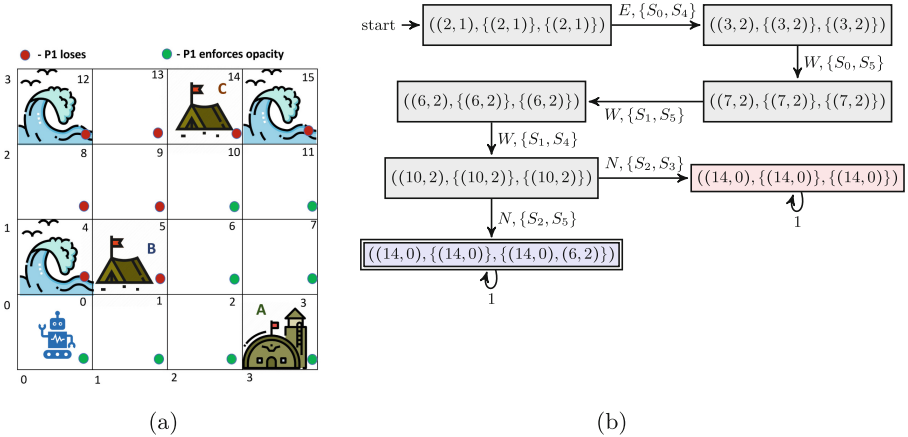 - P1 loses
- P1 enforces opacity
3
12
13
14
C
15
2
8
9
10
11
1
4
5
B
6
7
0
0
1
2
A
3
0
1
2
3
(a)
start
((2, 1), {(2, 1)}, {(2, 1)})
E, {S₀, S₄}
((3, 2), {(3, 2)}, {(3, 2)})
W, {S₀, S₅}
((6, 2), {(6, 2)}, {(6, 2)})
W, {S₁, S₅}
((7, 2), {(7, 2)}, {(7, 2)})
W, {S₁, S₄}
((10, 2), {(10, 2)}, {(10, 2)})
N, {S₂, S₃}
((14, 0), {(14, 0)}, {(14, 0)})
1
N, {S₂, S₅}
((14, 0), {(14, 0)}, {(14, 0), (6, 2)})
1
(b)